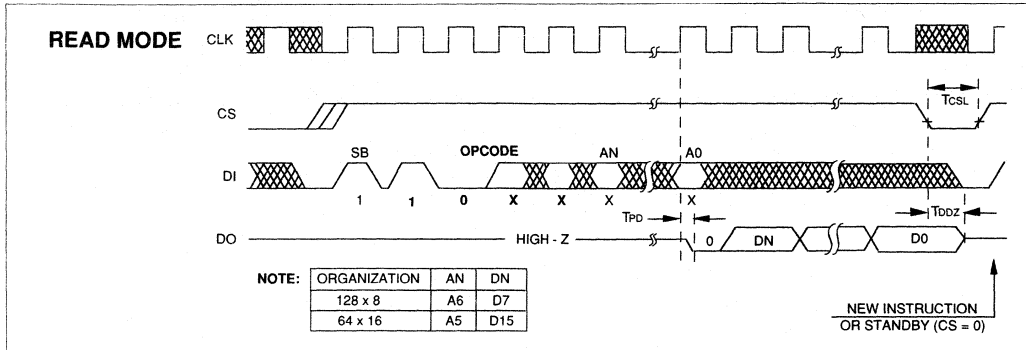 READ MODE
CLK
CS
TCSL
SB
OPCODE
AN
A0
DI
1 1 0 X X X X
TPD
TDDZ
DO
HIGH - Z
0
DN
D0
NOTE:
ORGANIZATION AN DN
128 x 8 A6 D7
64 x 16 A5 D15
NEW INSTRUCTION
OR STANDBY (CS = 0)